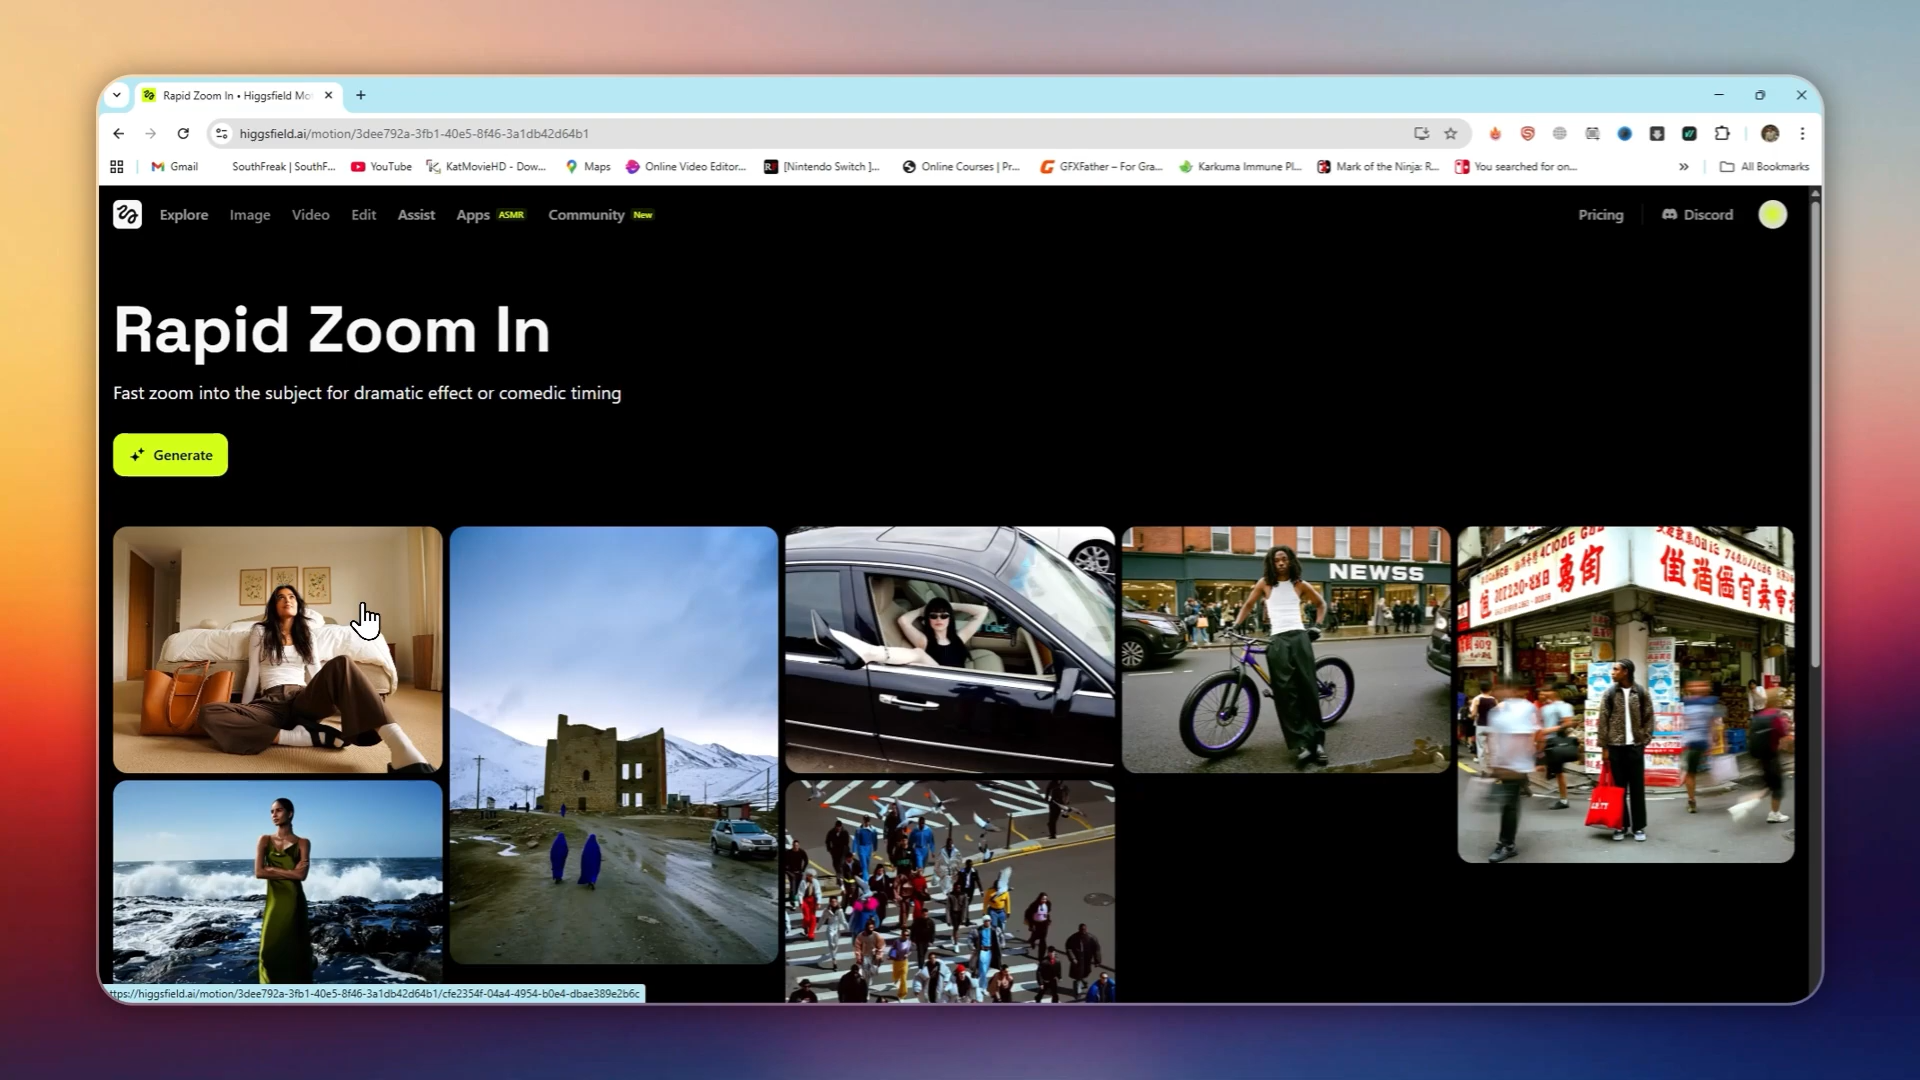 Rapid Zoom In • Higgsfield Mo
higgsfield.ai/motion/3dee792a-3fb1-40e5-8f46-3a1db42d64b1
Gmail
SouthFreak | SouthF...
YouTube
KatMovieHD - Dow...
Maps
Online Video Editor...
[Nintendo Switch ]...
Online Courses | Pr...
GFXFather – For Gra...
Karkuma Immune Pl...
Mark of the Ninja: R...
You searched for on...
All Bookmarks
Explore
Image
Video
Edit
Assist
Apps ASMR
Community New
Pricing
Discord
Rapid Zoom In
Fast zoom into the subject for dramatic effect or comedic timing
Generate
NEWSS
ttps://higgsfield.ai/motion/3dee792a-3fb1-40e5-8f46-3a1db42d64b1/cfe2354f-04a4-4954-b0e4-dbae389e2b6c